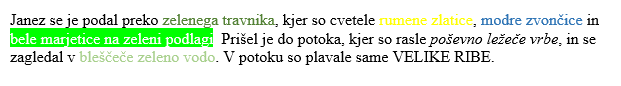 Janez se je podal preko zelenega travnika, kjer so cvetele rumene zlatice, modre zvončice in
bele marjetice na zeleni podlagi. Prišel je do potoka, kjer so rasle poševno ležeče vrbe, in se
zagledal v bleščeče zeleno vodo. V potoku so plavale same VELIKE RIBE.